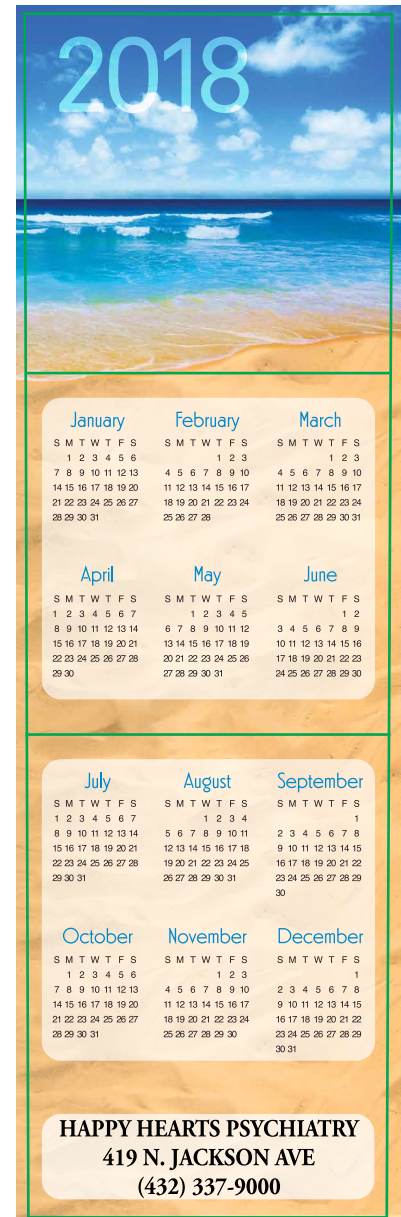 2018
January February March
S M T W T F S S M T W T F S S M T W T F S
1 2 3 4 5 6 1 2 3 1 2 3
7 8 9 10 11 12 13 4 5 6 7 8 9 10 4 5 6 7 8 9 10
14 15 16 17 18 19 20 11 12 13 14 15 16 17 11 12 13 14 15 16 17
21 22 23 24 25 26 27 18 19 20 21 22 23 24 18 19 20 21 22 23 24
28 29 30 31 25 26 27 28 25 26 27 28 29 30 31
April May June
S M T W T F S S M T W T F S S M T W T F S
1 2 3 4 5 6 7 1 2 3 4 5 1 2
8 9 10 11 12 13 14 6 7 8 9 10 11 12 3 4 5 6 7 8 9
15 16 17 18 19 20 21 13 14 15 16 17 18 19 10 11 12 13 14 15 16
22 23 24 25 26 27 28 20 21 22 23 24 25 26 17 18 19 20 21 22 23
29 30 27 28 29 30 31 24 25 26 27 28 29 30
July August September
S M T W T F S S M T W T F S S M T W T F S
1 2 3 4 5 6 7 1 2 3 4 1
8 9 10 11 12 13 14 5 6 7 8 9 10 11 2 3 4 5 6 7 8
15 16 17 18 19 20 21 12 13 14 15 16 17 18 9 10 11 12 13 14 15
22 23 24 25 26 27 28 19 20 21 22 23 24 25 16 17 18 19 20 21 22
29 30 31 26 27 28 29 30 31 23 24 25 26 27 28 29
30
October November December
S M T W T F S S M T W T F S S M T W T F S
1 2 3 4 5 6 1 2 3 1
7 8 9 10 11 12 13 4 5 6 7 8 9 10 2 3 4 5 6 7 8
14 15 16 17 18 19 20 11 12 13 14 15 16 17 9 10 11 12 13 14 15
21 22 23 24 25 26 27 18 19 20 21 22 23 24 16 17 18 19 20 21 22
28 29 30 31 25 26 27 28 29 30 23 24 25 26 27 28 29
30 31
HAPPY HEARTS PSYCHIATRY
419 N. JACKSON AVE
(432) 337-9000